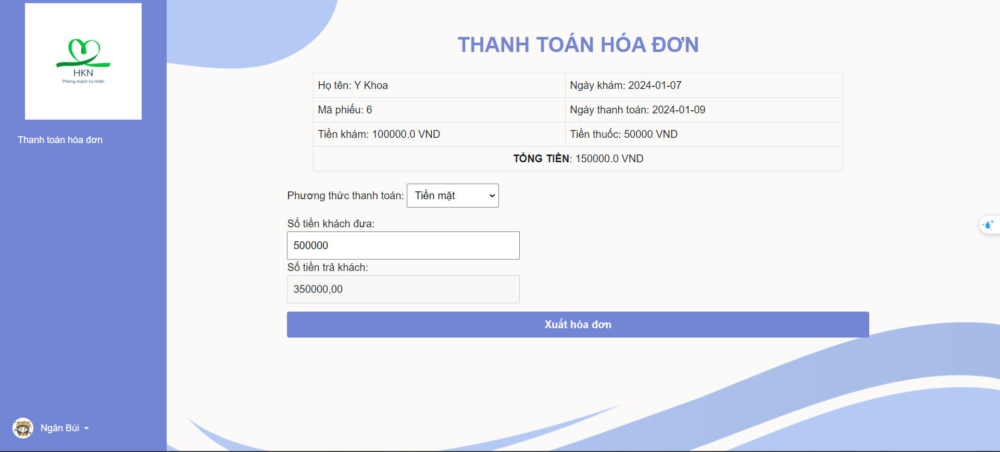 HKN
Phòng mạch tư nhân
Thanh toán hóa đơn
Ngân Bùi
THANH TOÁN HÓA ĐƠN
Họ tên: Y Khoa
Ngày khám: 2024-01-07
Mã phiếu: 6
Ngày thanh toán: 2024-01-09
Tiền khám: 100000.0 VND
Tiền thuốc: 50000 VND
TỔNG TIỀN: 150000.0 VND
Phương thức thanh toán: Tiền mặt
Số tiền khách đưa:
500000
Số tiền trả khách:
350000,00
Xuất hóa đơn